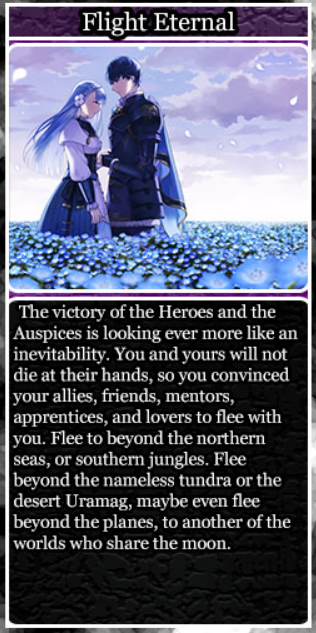 Flight Eternal
The victory of the Heroes and the
Auspices is looking ever more like an
inevitability. You and yours will not
die at their hands, so you convinced
your allies, friends, mentors,
apprentices, and lovers to flee with
you. Flee to beyond the northern
seas, or southern jungles. Flee
beyond the nameless tundra or the
desert Uramag, maybe even flee
beyond the planes, to another of the
worlds who share the moon.